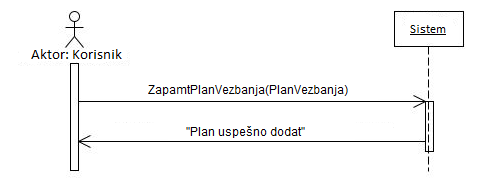 Aktor: Korisnik
Sistem
ZapamtPlanVezbanja(PlanVezbanja)
"Plan uspešno dodat"